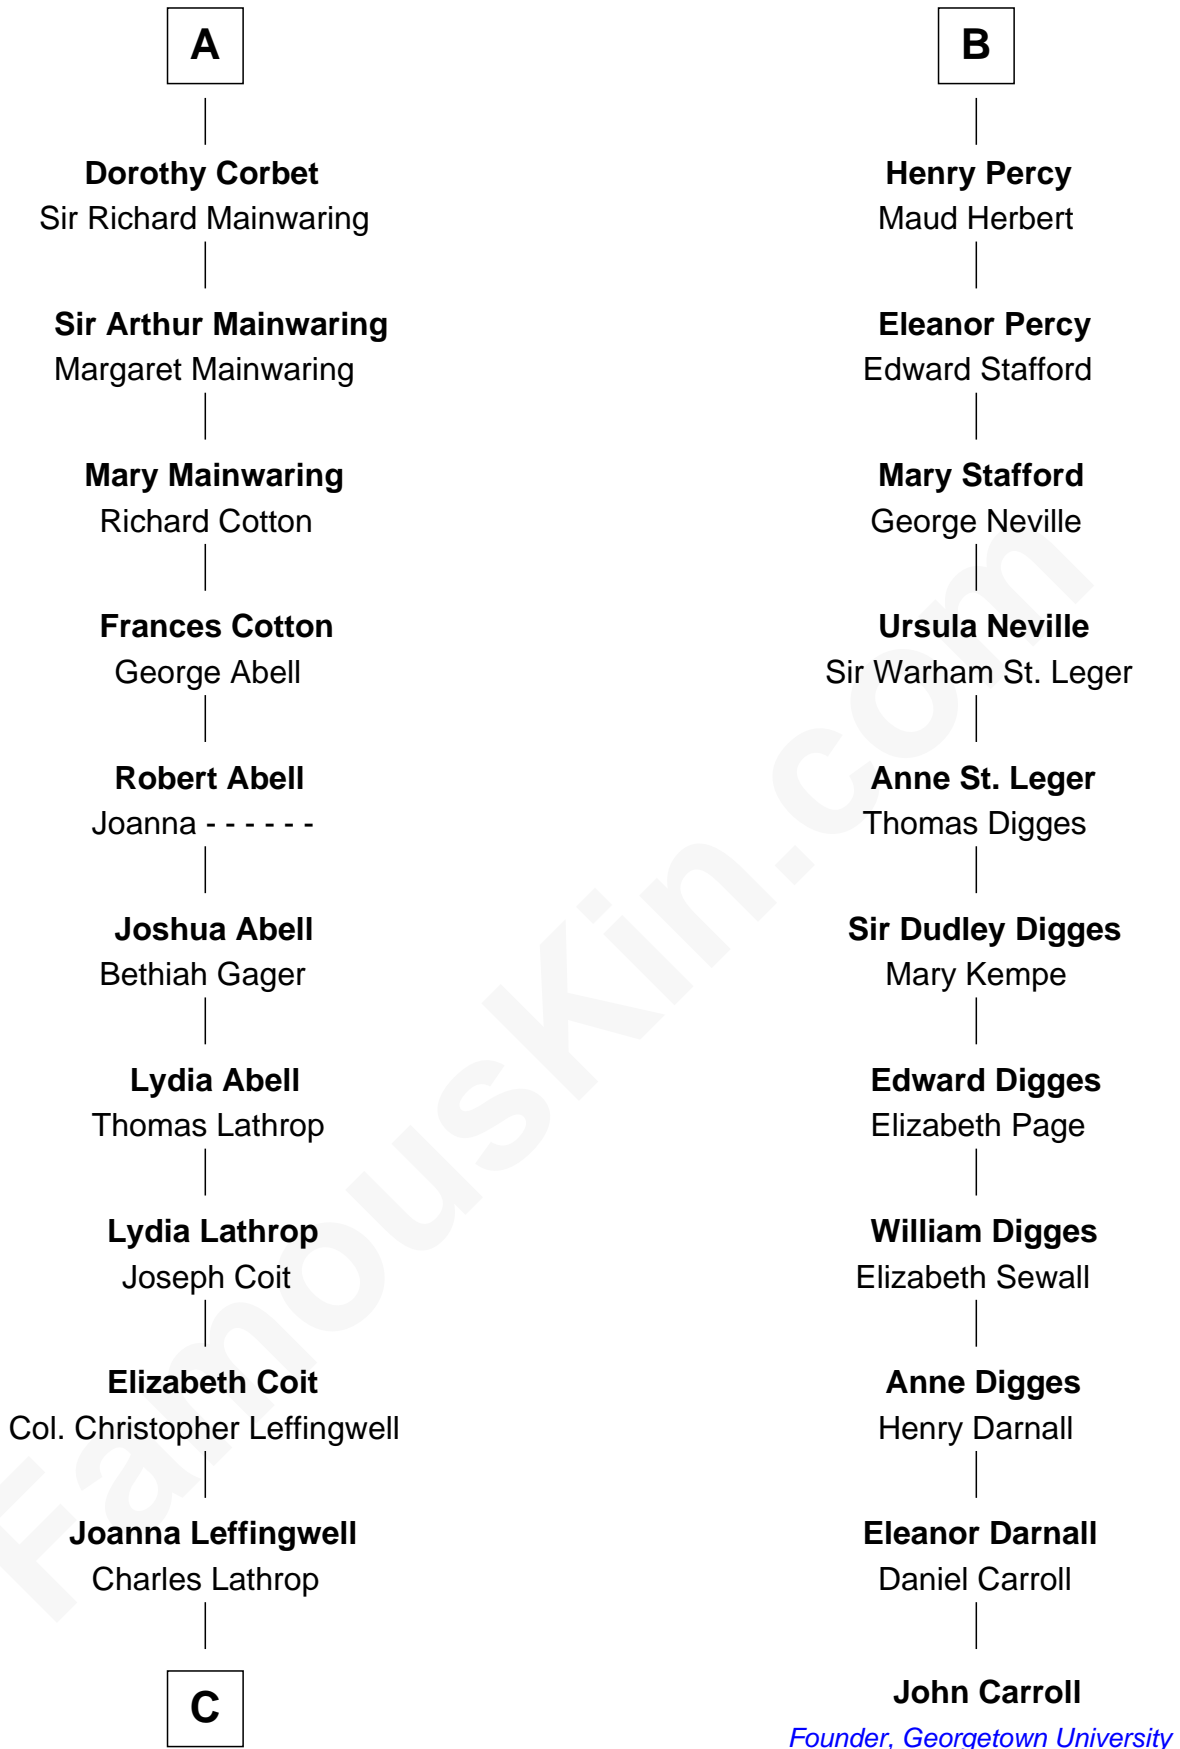 A
Dorothy Corbet
Sir Richard Mainwaring
Sir Arthur Mainwaring
Margaret Mainwaring
Mary Mainwaring
Richard Cotton
Frances Cotton
George Abell
Robert Abell
Joanna - - - - - -
Joshua Abell
Bethiah Gager
Lydia Abell
Thomas Lathrop
Lydia Lathrop
Joseph Coit
Elizabeth Coit
Col. Christopher Leffingwell
Joanna Leffingwell
Charles Lathrop
C
B
Henry Percy
Maud Herbert
Eleanor Percy
Edward Stafford
Mary Stafford
George Neville
Ursula Neville
Sir Warham St. Leger
Anne St. Leger
Thomas Digges
Sir Dudley Digges
Mary Kempe
Edward Digges
Elizabeth Page
William Digges
Elizabeth Sewall
Anne Digges
Henry Darnall
Eleanor Darnall
Daniel Carroll
John Carroll
Founder, Georgetown University
FamousKin.com